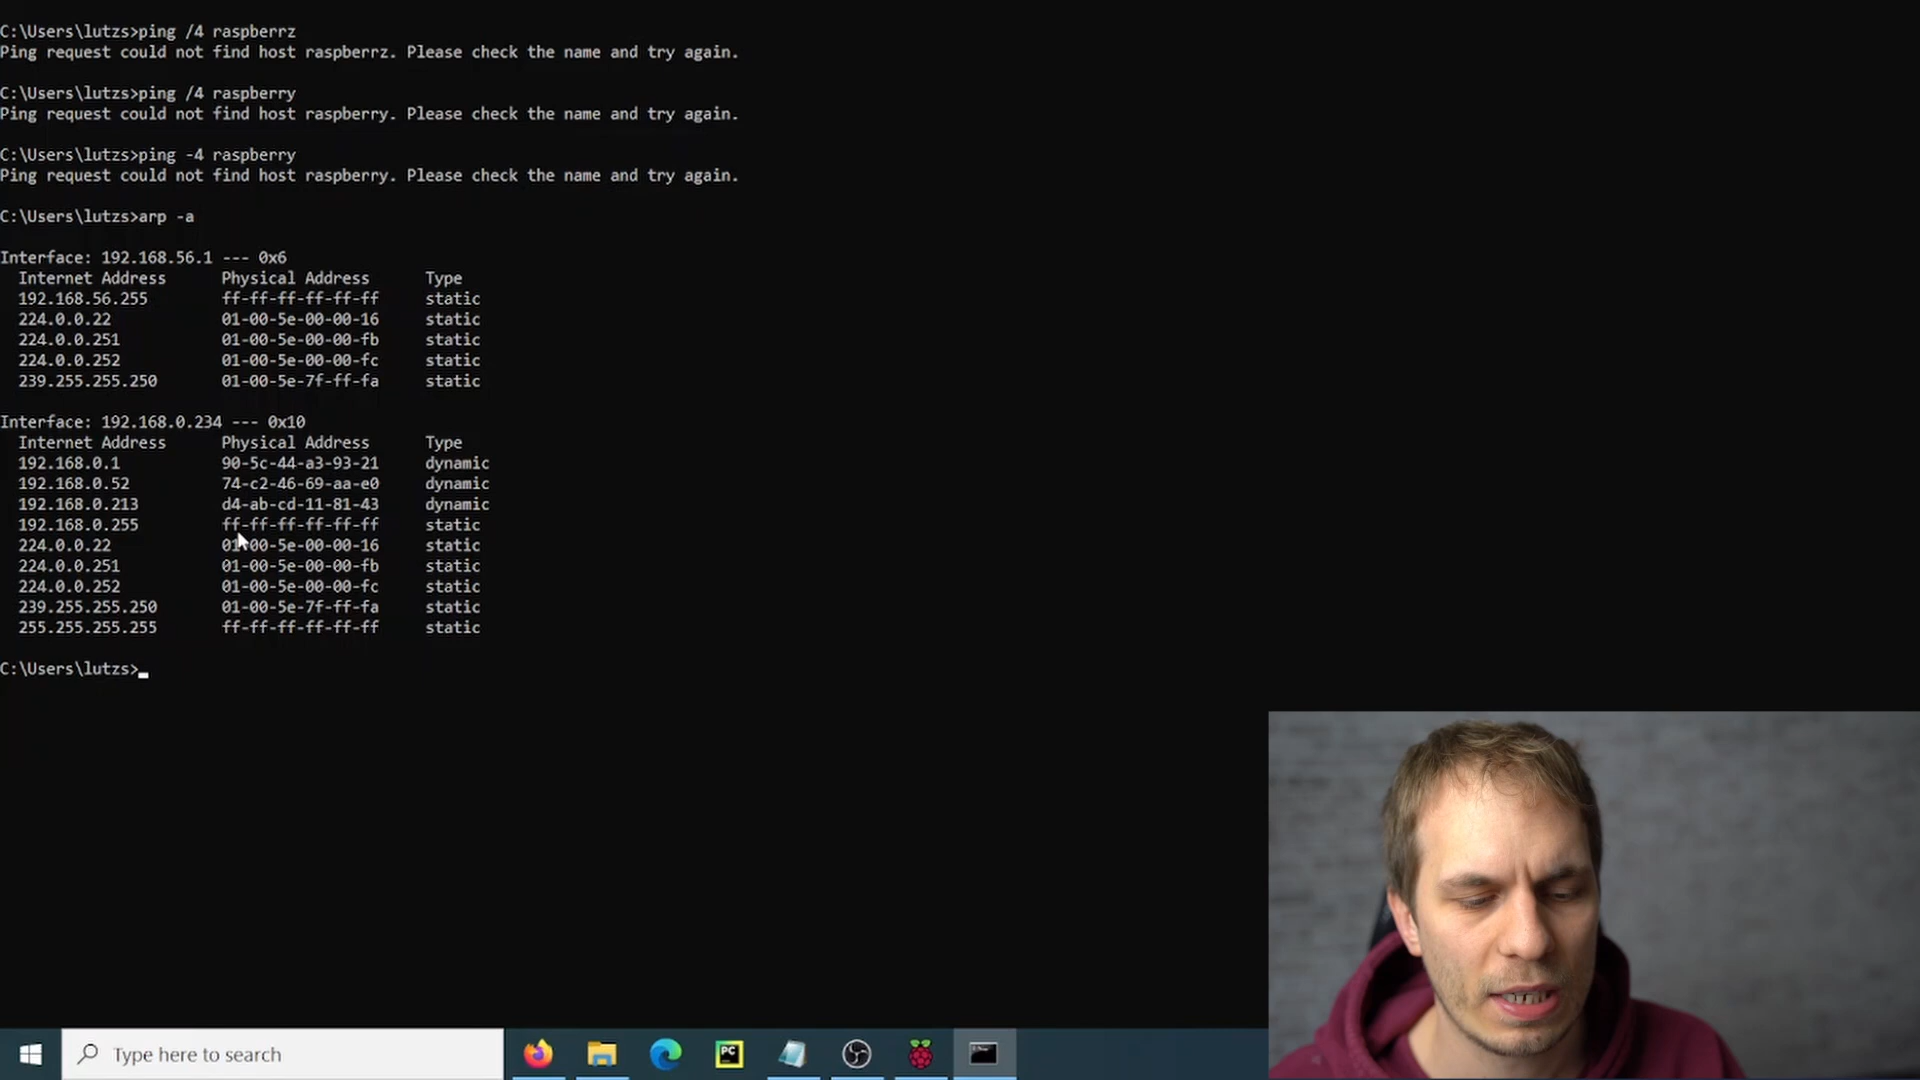 C:\Users\lutzs>ping /4 raspberrz
Ping request could not find host raspberrz. Please check the name and try again.
C:\Users\lutzs>ping /4 raspberry
Ping request could not find host raspberry. Please check the name and try again.
C:\Users\lutzs>ping -4 raspberry
Ping request could not find host raspberry. Please check the name and try again.
C:\Users\lutzs>arp -a
Interface: 192.168.56.1 --- 0x6
Internet Address Physical Address Type
192.168.56.255 ff-ff-ff-ff-ff-ff static
224.0.0.22 01-00-5e-00-00-16 static
224.0.0.251 01-00-5e-00-00-fb static
224.0.0.252 01-00-5e-00-00-fc static
239.255.255.250 01-00-5e-7f-ff-fa static
Interface: 192.168.0.234 --- 0x10
Internet Address Physical Address Type
192.168.0.1 90-5c-44-a3-93-21 dynamic
192.168.0.52 74-c2-46-69-aa-e0 dynamic
192.168.0.213 d4-ab-cd-11-81-43 dynamic
192.168.0.255 ff-ff-ff-ff-ff-ff static
224.0.0.22 01-00-5e-00-00-16 static
224.0.0.251 01-00-5e-00-00-fb static
224.0.0.252 01-00-5e-00-00-fc static
239.255.255.250 01-00-5e-7f-ff-fa static
255.255.255.255 ff-ff-ff-ff-ff-ff static
C:\Users\lutzs>
Type here to search
PC